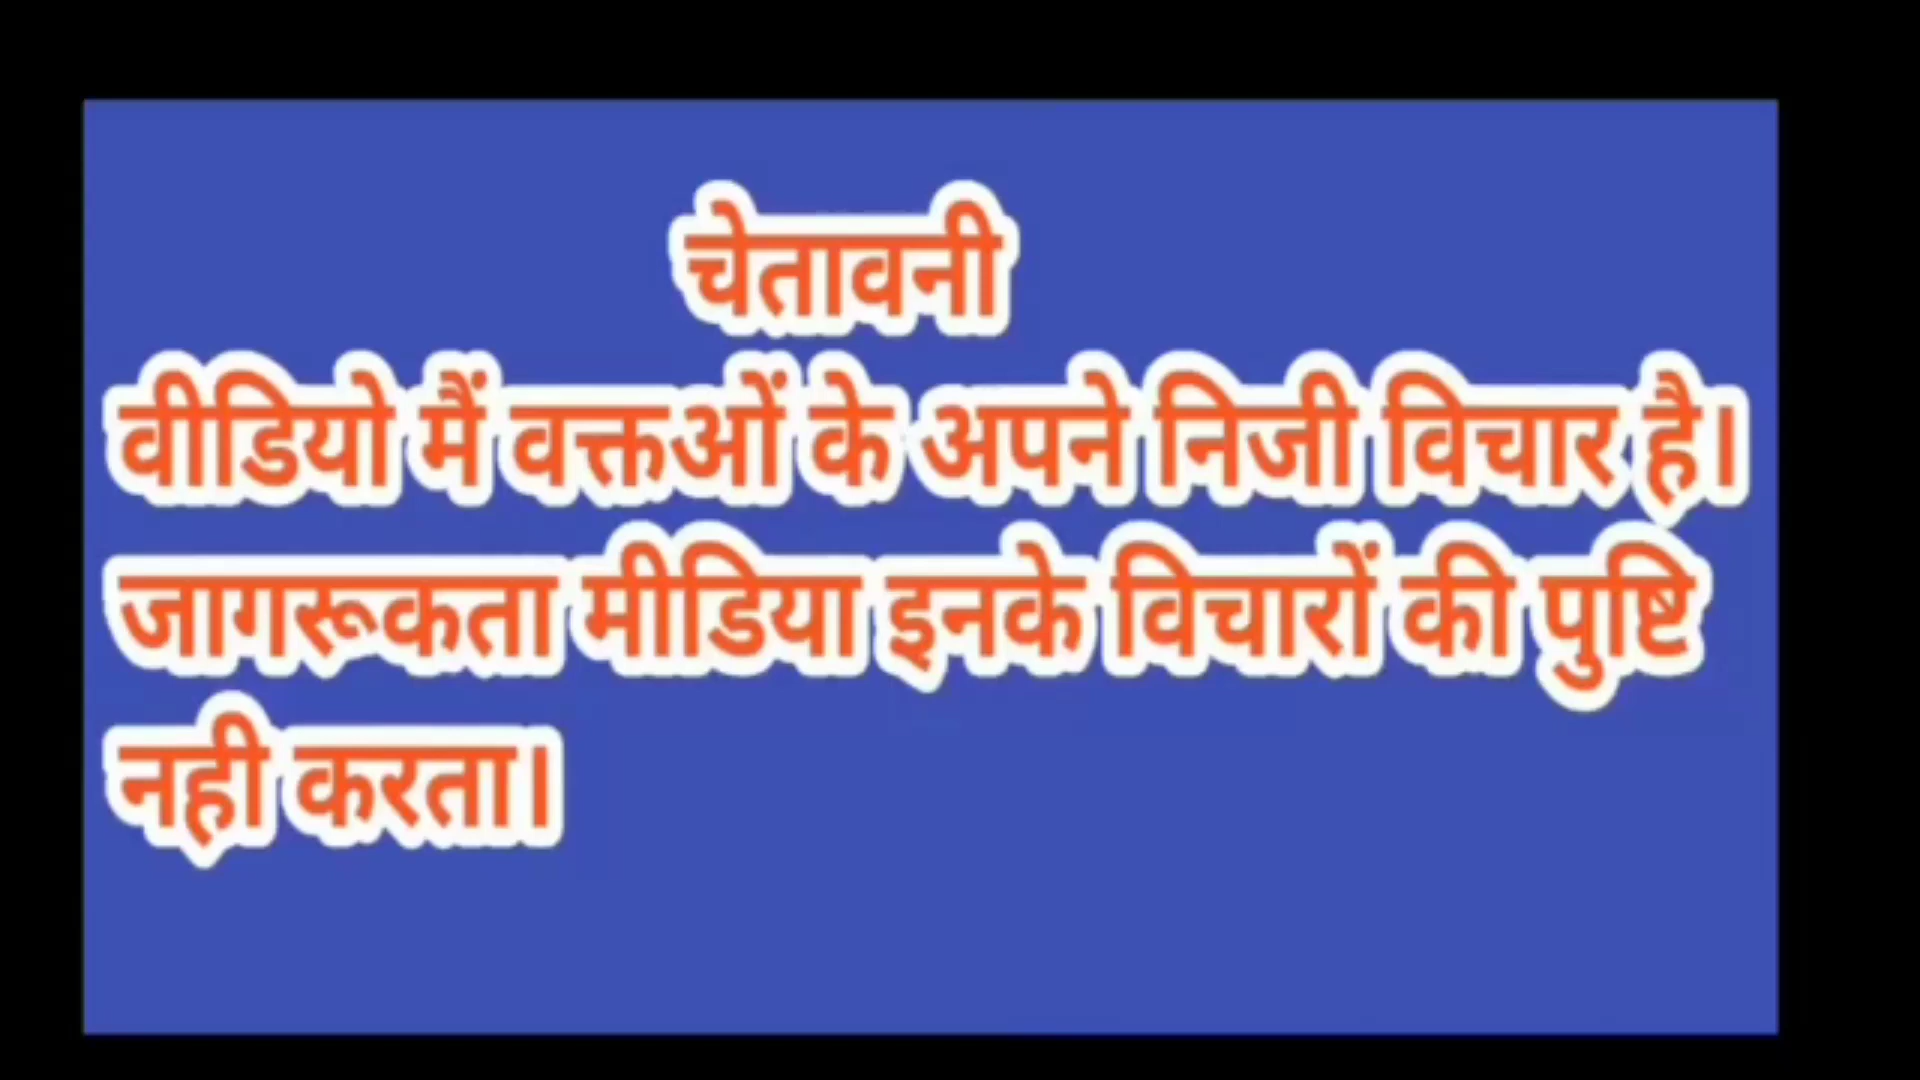 चेतावनी
वीडियो मैं वक्तओं के अपने निजी विचार है।
जागरूकता मीडिया इनके विचारों की पुष्टि
नही करता।